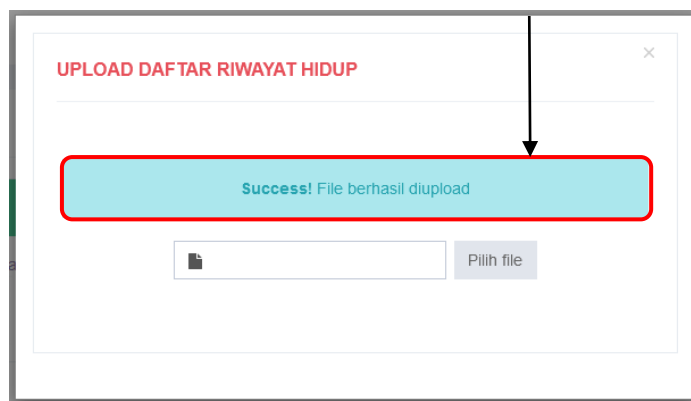 UPLOAD DAFTAR RIWAYAT HIDUP
×
Success! File berhasil diupload
Pilih file
a